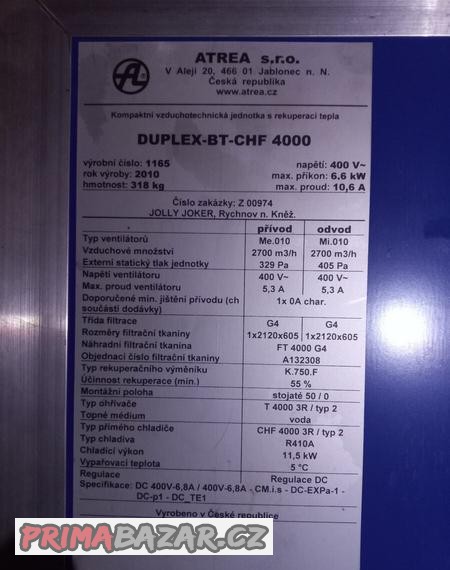 ATREA s.r.o.
V Aleji 20, 466 01 Jablonec n. N.
Česká republika
www.atrea.cz
Kompaktní vzduchotechnická jednotka s rekuperací tepla
DUPLEX-BT-CHF 4000
výrobní číslo: 1165 napětí: 400 V~
rok výroby: 2010 max. příkon: 6,6 kW
hmotnost: 318 kg max. proud: 10,6 A
Číslo zakázky: Z 00974
JOLLY JOKER, Rychnov n. Kněž.
přívod odvod
Typ ventilátorů Me.010 Mi.010
Vzduchové množství 2700 m3/h 2700 m3/h
Externí statický tlak jednotky 329 Pa 405 Pa
Napětí ventilátoru 400 V~ 400 V~
Max. proud ventilátoru 5,3 A 5,3 A
Doporučené min. jištění přívodu (ch 1x 0A char.
součástí dodávky)
Třída filtrace G4 G4
Rozměry filtrační tkaniny 1x2120x605 1x2120x605
Náhradní filtrační tkanina FT 4000 G4
Objednací číslo filtrační tkaniny A132308
Typ rekuperačního výměníku K.750.F
Účinnost rekuperace (min.) 55 %
Montážní poloha stojaté 50 / 0
Typ ohřívače T 4000 3R / typ 2
Topné médium voda
Typ přímého chladiče CHF 4000 3R / typ 2
Typ chladiva R410A
Chladící výkon 11,5 kW
Vypařovací teplota 5 °C
Regulace Regulace DC
Specifikace: DC 400V-6,8A / 400V-6,8A - CM.i.s - DC-EXPa-1 -
DC-p1 - DC_TE1
Vyrobeno v České republice
PRIMABAZAR.CZ